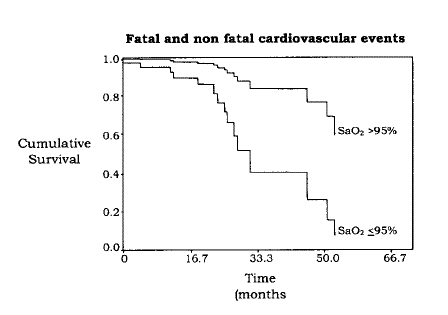 Fatal and non fatal cardiovascular events
1.0
0.8
0.6
0.4
0.2
0.0
Cumulative
Survival
SaO₂ >95%
SaO₂ ≤95%
0
16.7
33.3
50.0
66.7
Time
(months